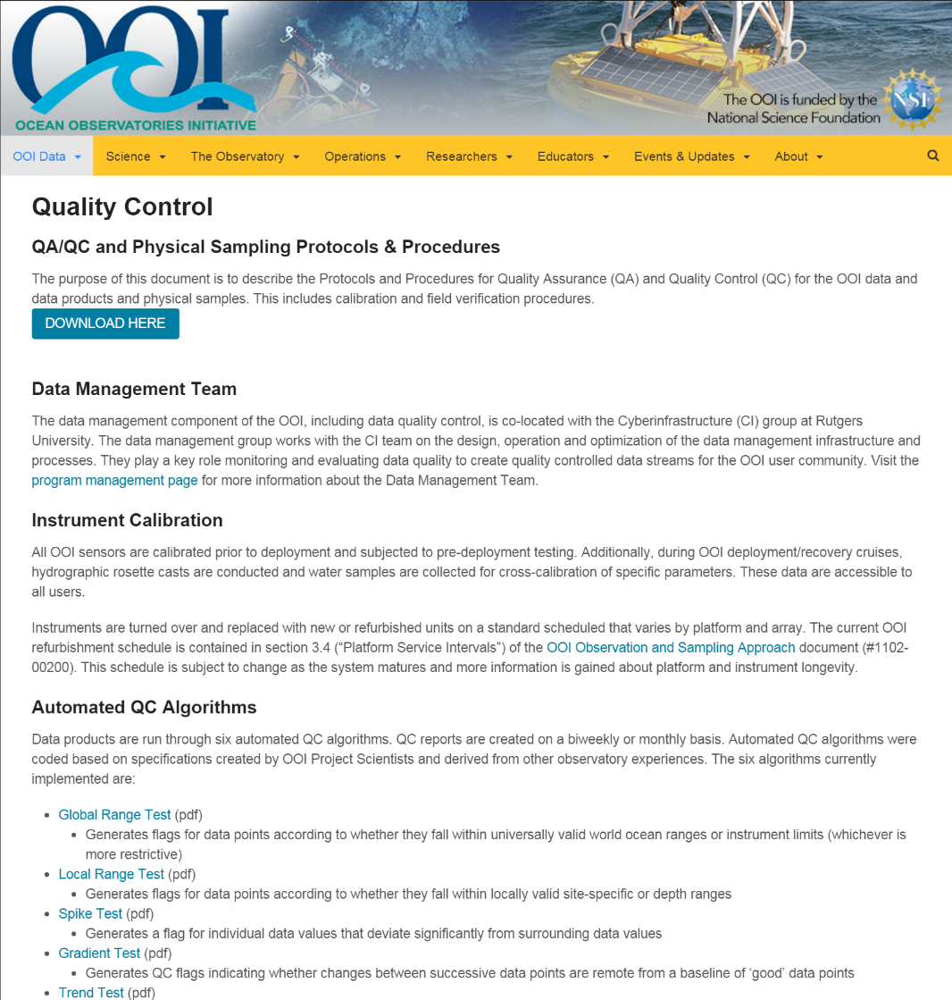 OOI
OCEAN OBSERVATORIES INITIATIVE
The OOI is funded by the
National Science Foundation
NSF
OOI Data Science The Observatory Operations Researchers Educators Events & Updates About
Quality Control
QA/QC and Physical Sampling Protocols & Procedures
The purpose of this document is to describe the Protocols and Procedures for Quality Assurance (QA) and Quality Control (QC) for the OOI data and
data products and physical samples. This includes calibration and field verification procedures.
DOWNLOAD HERE
Data Management Team
The data management component of the OOI, including data quality control, is co-located with the Cyberinfrastructure (CI) group at Rutgers
University. The data management group works with the CI team on the design, operation and optimization of the data management infrastructure and
processes. They play a key role monitoring and evaluating data quality to create quality controlled data streams for the OOI user community. Visit the
program management page for more information about the Data Management Team.
Instrument Calibration
All OOI sensors are calibrated prior to deployment and subjected to pre-deployment testing. Additionally, during OOI deployment/recovery cruises,
hydrographic rosette casts are conducted and water samples are collected for cross-calibration of specific parameters. These data are accessible to
all users.
Instruments are turned over and replaced with new or refurbished units on a standard scheduled that varies by platform and array. The current OOI
refurbishment schedule is contained in section 3.4 (“Platform Service Intervals”) of the OOI Observation and Sampling Approach document (#1102-
00200). This schedule is subject to change as the system matures and more information is gained about platform and instrument longevity.
Automated QC Algorithms
Data products are run through six automated QC algorithms. QC reports are created on a biweekly or monthly basis. Automated QC algorithms were
coded based on specifications created by OOI Project Scientists and derived from other observatory experiences. The six algorithms currently
implemented are:
• Global Range Test (pdf)
• Generates flags for data points according to whether they fall within universally valid world ocean ranges or instrument limits (whichever is
more restrictive)
• Local Range Test (pdf)
• Generates flags for data points according to whether they fall within locally valid site-specific or depth ranges
• Spike Test (pdf)
• Generates a flag for individual data values that deviate significantly from surrounding data values
• Gradient Test (pdf)
• Generates QC flags indicating whether changes between successive data points are remote from a baseline of ‘good’ data points
• Trend Test (pdf)